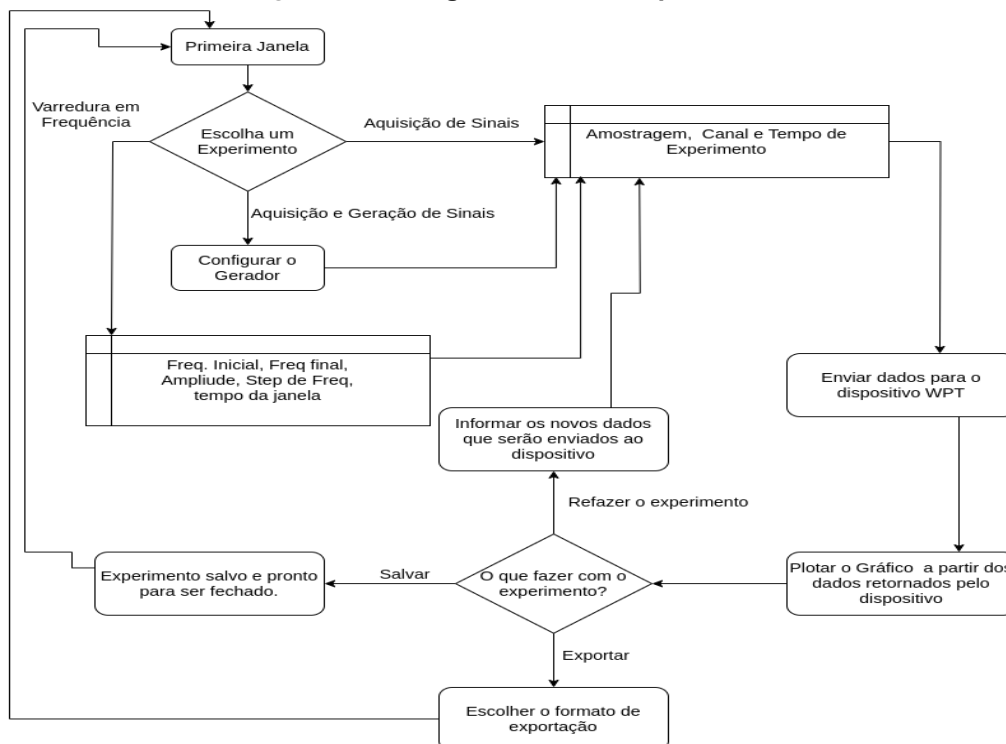 Primeira Janela
Varredura em
Frequência
Escolha um
Experimento
Aquisição de Sinais
Amostragem, Canal e Tempo de
Experimento
Aquisição e Geração de Sinais
Configurar o
Gerador
Freq. Inicial, Freq final,
Ampliude, Step de Freq,
tempo da janela
Enviar dados para o
dispositivo WPT
Informar os novos dados
que serão enviados ao
dispositivo
Refazer o experimento
Experimento salvo e pronto
para ser fechado.
Salvar
O que fazer com o
experimento?
Plotar o Gráfico a partir dos
dados retornados pelo
dispositivo
Exportar
Escolher o formato de
exportação